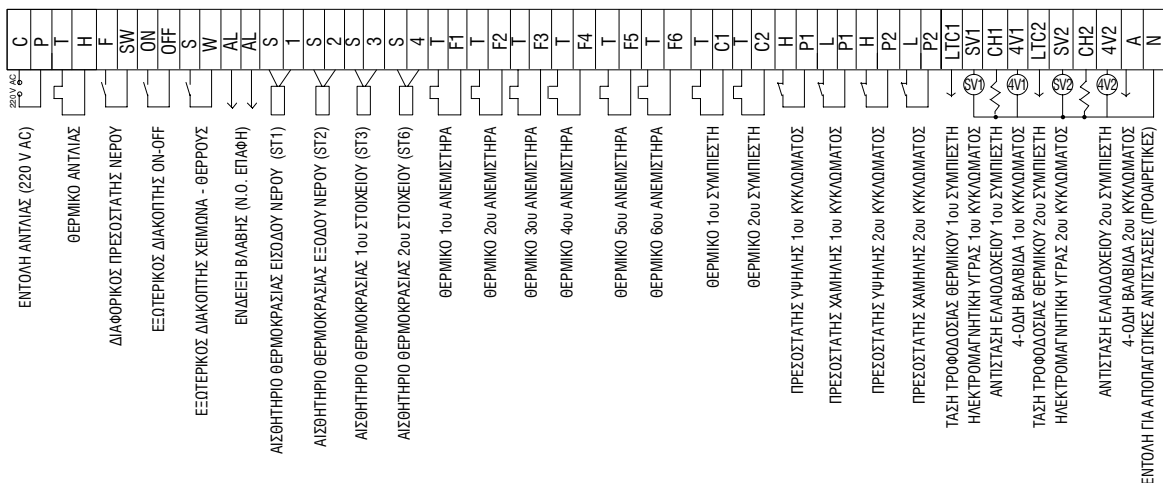 C P T H F SW ON OFF S W AL AL S 1 S 2 S 3 S 4 T F1 T F2 T F3 T F4 T F5 T F6 T C1 T C2 H P1 L P1 H P2 L P2 LTC1 SV1 CH1 4V1 LTC2 SV2 CH2 4V2 A N
220 V AC
SV1
4V1
SV2
4V2
ΕΝΤΟΛΗ ΑΝΤΛΙΑΣ (220 V AC)
ΘΕΡΜΙΚΟ ΑΝΤΛΙΑΣ
ΔΙΑΦΟΡΙΚΟΣ ΠΡΕΣΟΣΤΑΤΗΣ ΝΕΡΟΥ
ΕΞΩΤΕΡΙΚΟΣ ΔΙΑΚΟΠΤΗΣ ON-OFF
ΕΞΩΤΕΡΙΚΟΣ ΔΙΑΚΟΠΤΗΣ ΧΕΙΜΩΝΑ - ΘΕΡΡΟΥΣ
ΕΝΔΕΙΞΗ ΒΛΑΒΗΣ (N.O. ΕΠΑΦΗ)
ΑΙΣΘΗΤΗΡΙΟ ΘΕΡΜΟΚΡΑΣΙΑΣ ΕΙΣΟΔΟΥ ΝΕΡΟΥ (ST1)
ΑΙΣΘΗΤΗΡΙΟ ΘΕΡΜΟΚΡΑΣΙΑΣ ΕΞΟΔΟΥ ΝΕΡΟΥ (ST2)
ΑΙΣΘΗΤΗΡΙΟ ΘΕΡΜΟΚΡΑΣΙΑΣ 1ου ΣΤΟΙΧΕΙΟΥ (ST3)
ΑΙΣΘΗΤΗΡΙΟ ΘΕΡΜΟΚΡΑΣΙΑΣ 2ου ΣΤΟΙΧΕΙΟΥ (ST6)
ΘΕΡΜΙΚΟ 1ου ΑΝΕΜΙΣΤΗΡΑ
ΘΕΡΜΙΚΟ 2ου ΑΝΕΜΙΣΤΗΡΑ
ΘΕΡΜΙΚΟ 3ου ΑΝΕΜΙΣΤΗΡΑ
ΘΕΡΜΙΚΟ 4ου ΑΝΕΜΙΣΤΗΡΑ
ΘΕΡΜΙΚΟ 5ου ΑΝΕΜΙΣΤΗΡΑ
ΘΕΡΜΙΚΟ 6ου ΑΝΕΜΙΣΤΗΡΑ
ΘΕΡΜΙΚΟ 1ου ΣΥΜΠΙΕΣΤΗ
ΘΕΡΜΙΚΟ 2ου ΣΥΜΠΙΕΣΤΗ
ΠΡΕΣΟΣΤΑΤΗΣ ΥΨΗΛΗΣ 1ου ΚΥΚΛΩΜΑΤΟΣ
ΠΡΕΣΟΣΤΑΤΗΣ ΧΑΜΗΛΗΣ 1ου ΚΥΚΛΩΜΑΤΟΣ
ΠΡΕΣΟΣΤΑΤΗΣ ΥΨΗΛΗΣ 2ου ΚΥΚΛΩΜΑΤΟΣ
ΠΡΕΣΟΣΤΑΤΗΣ ΧΑΜΗΛΗΣ 2ου ΚΥΚΛΩΜΑΤΟΣ
ΤΑΣΗ ΤΡΟΦΟΔΟΣΙΑΣ ΘΕΡΜΙΚΟΥ 1ου ΣΥΜΠΙΕΣΤΗ
ΗΛΕΚΤΡΟΜΑΓΝΗΤΙΚΗ ΥΓΡΑΣ 1ου ΚΥΚΛΩΜΑΤΟΣ
ΑΝΤΙΣΤΑΣΗ ΕΛΑΙΟΔΟΧΕΙΟΥ 1ου ΣΥΜΠΙΕΣΤΗ
4-ΟΔΗ ΒΑΛΒΙΔΑ 1ου ΚΥΚΛΩΜΑΤΟΣ
ΤΑΣΗ ΤΡΟΦΟΔΟΣΙΑΣ ΘΕΡΜΙΚΟΥ 2ου ΣΥΜΠΙΕΣΤΗ
ΗΛΕΚΤΡΟΜΑΓΝΗΤΙΚΗ ΥΓΡΑΣ 2ου ΚΥΚΛΩΜΑΤΟΣ
ΑΝΤΙΣΤΑΣΗ ΕΛΑΙΟΔΟΧΕΙΟΥ 2ου ΣΥΜΠΙΕΣΤΗ
4-ΟΔΗ ΒΑΛΒΙΔΑ 2ου ΚΥΚΛΩΜΑΤΟΣ
ΕΝΤΟΛΗ ΓΙΑ ΑΠΟΠΑΓΩΤΙΚΕΣ ΑΝΤΙΣΤΑΣΕΙΣ (ΠΡΟΑΙΡΕΤΙΚΕΣ)